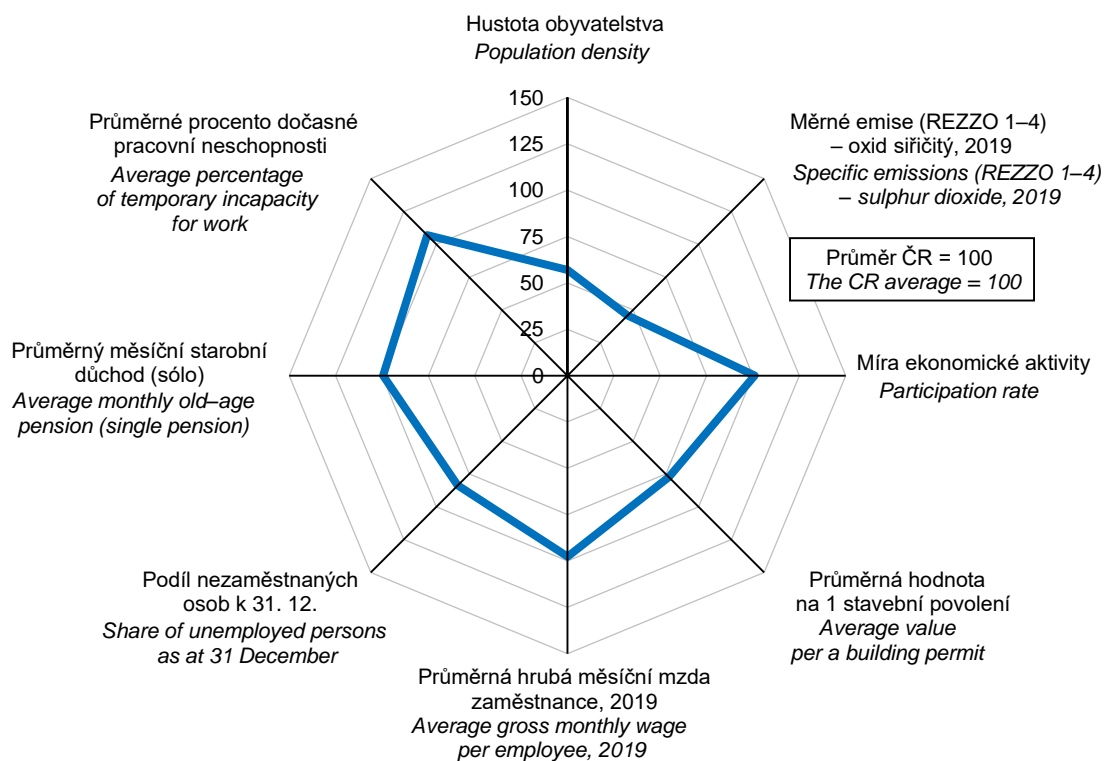 Hustota obyvatelstva
Population density
150
125
100
75
50
25
0
Měrné emise (REZZO 1–4)
– oxid siřičitý, 2019
Specific emissions (REZZO 1–4)
– sulphur dioxide, 2019
Průměr ČR = 100
The CR average = 100
Míra ekonomické aktivity
Participation rate
Průměrná hodnota
na 1 stavební povolení
Average value
per a building permit
Průměrná hrubá měsíční mzda
zaměstnance, 2019
Average gross monthly wage
per employee, 2019
Podíl nezaměstnaných
osob k 31. 12.
Share of unemployed persons
as at 31 December
Průměrný měsíční starobní
důchod (sólo)
Average monthly old–age
pension (single pension)
Průměrné procento dočasné
pracovní neschopnosti
Average percentage
of temporary incapacity
for work